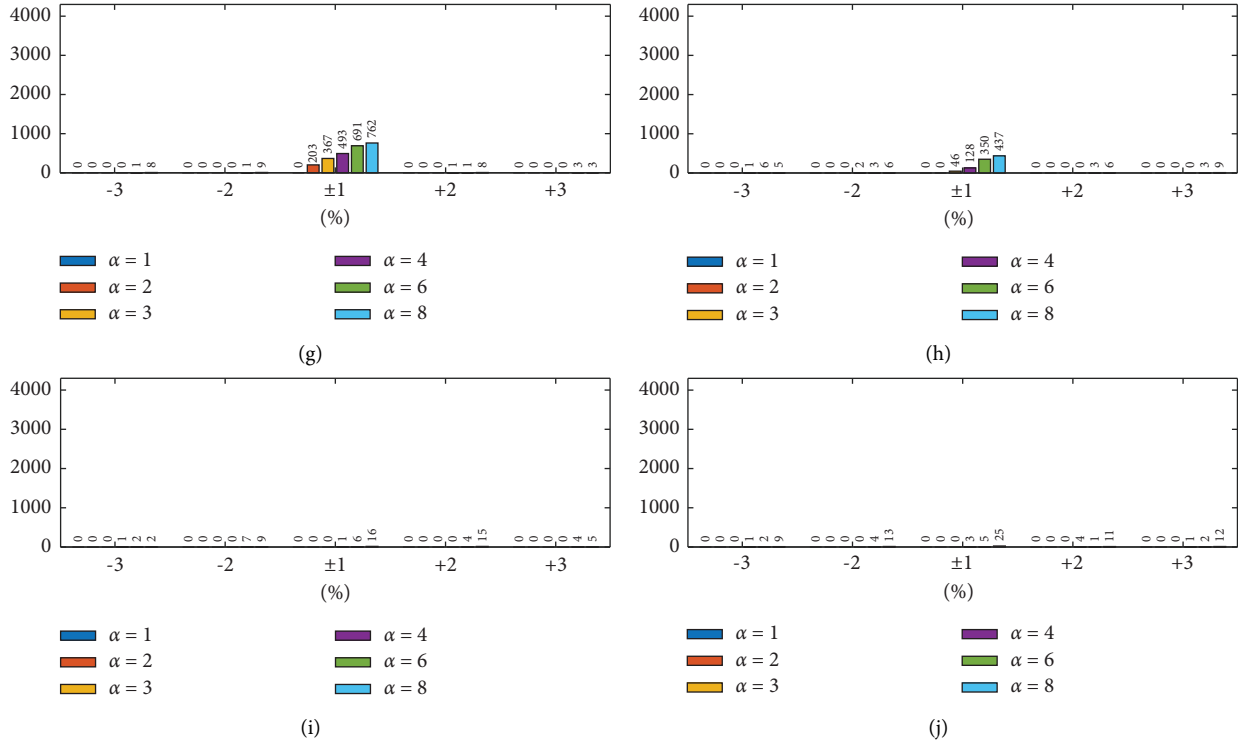 4000
3000
2000
1000
0
0 0 0 0 1 8 0 0 0 0 1 9 0 203 367 493 691 762 0 0 0 1 1 8 0 0 0 0 3 3
-3 -2 ±1 +2 +3
(%)
α = 1 α = 4
α = 2 α = 6
α = 3 α = 8
(g)
4000
3000
2000
1000
0
0 0 0 1 6 5 0 0 0 2 3 6 0 0 46 128 350 437 0 0 0 0 3 6 0 0 0 0 3 9
-3 -2 ±1 +2 +3
(%)
α = 1 α = 4
α = 2 α = 6
α = 3 α = 8
(h)
4000
3000
2000
1000
0
0 0 0 1 2 2 0 0 0 0 7 9 0 0 0 1 6 16 0 0 0 0 4 15 0 0 0 0 4 5
-3 -2 ±1 +2 +3
(%)
α = 1 α = 4
α = 2 α = 6
α = 3 α = 8
(i)
4000
3000
2000
1000
0
0 0 0 1 2 9 0 0 0 0 4 13 0 0 0 3 5 25 0 0 0 4 1 11 0 0 0 1 2 12
-3 -2 ±1 +2 +3
(%)
α = 1 α = 4
α = 2 α = 6
α = 3 α = 8
(j)